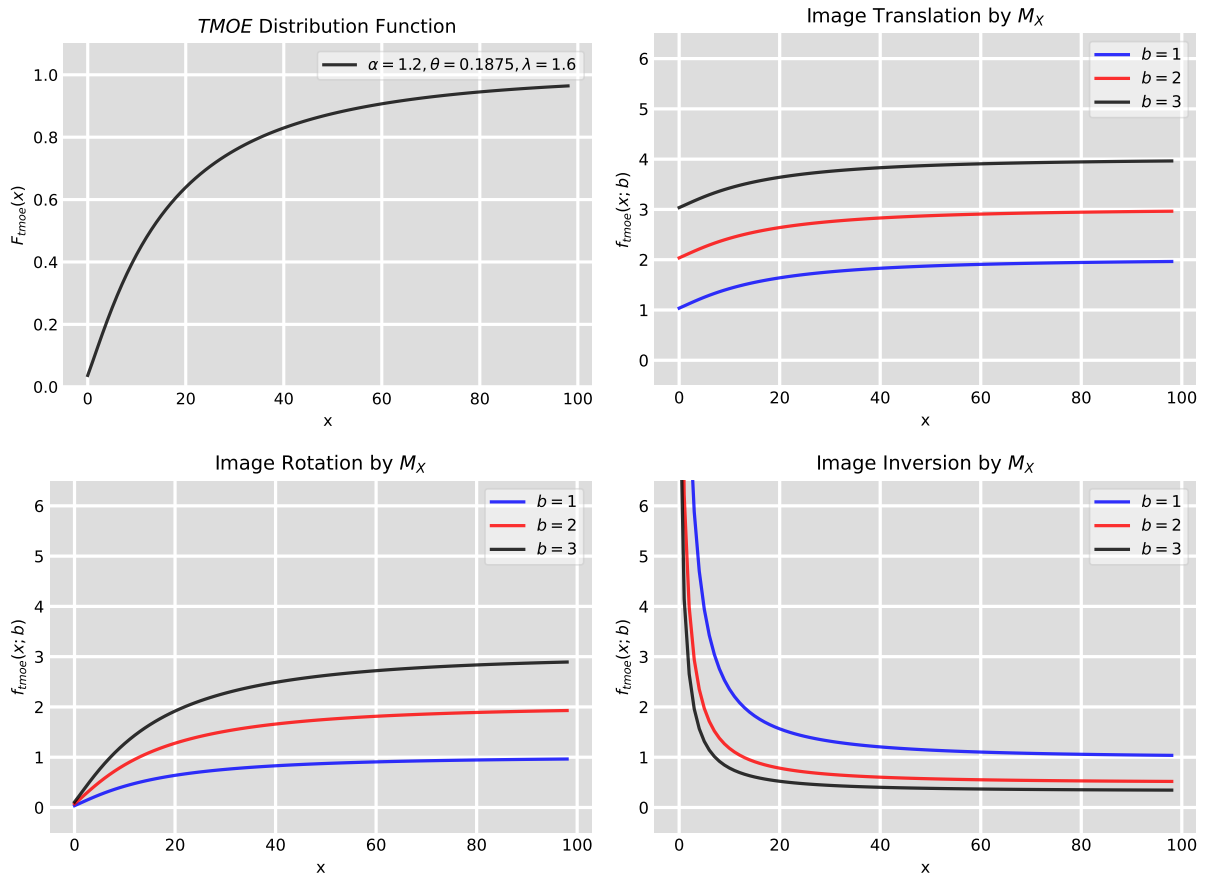 TMOE Distribution Function
α = 1.2, θ = 0.1875, λ = 1.6
1.0
0.8
0.6
0.4
0.2
0.0
F_tmoe(x)
0 20 40 60 80 100
x
Image Translation by M_X
b = 1
b = 2
b = 3
6
5
4
3
2
1
0
f_tmoe(x; b)
0 20 40 60 80 100
x
Image Rotation by M_X
b = 1
b = 2
b = 3
6
5
4
3
2
1
0
f_tmoe(x; b)
0 20 40 60 80 100
x
Image Inversion by M_X
b = 1
b = 2
b = 3
6
5
4
3
2
1
0
f_tmoe(x; b)
0 20 40 60 80 100
x